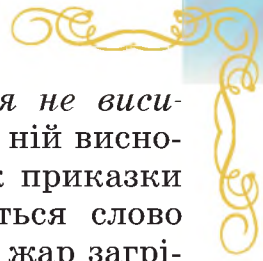 я не виси-
ній висно-
приказки
ться слово
жар загрі-